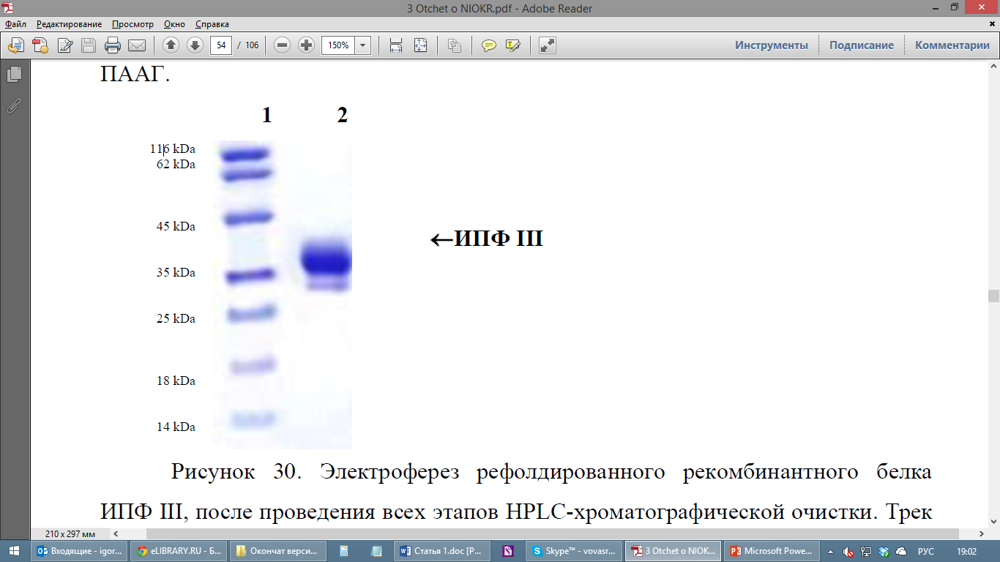 3 Otchet o NIOKR.pdf - Adobe Reader
Файл Редактирование Просмотр Окно Справка
54 / 106 150% Инструменты Подписание Комментарии
ПААГ.
1 2
116 kDa
62 kDa
45 kDa
←ИПФ III
35 kDa
25 kDa
18 kDa
14 kDa
Рисунок 30. Электроферез рефолдированного рекомбинантного белка
ИПФ III, после проведения всех этапов HPLC-хроматографической очистки. Трек
210 x 297 мм
Входящие - igor... eLIBRARY.RU - Б... Окончат верси... Статья 1.doc [Р... Skype™ - vovasr... 3 Otchet o NIOK... Microsoft Powe... РУС 19:02